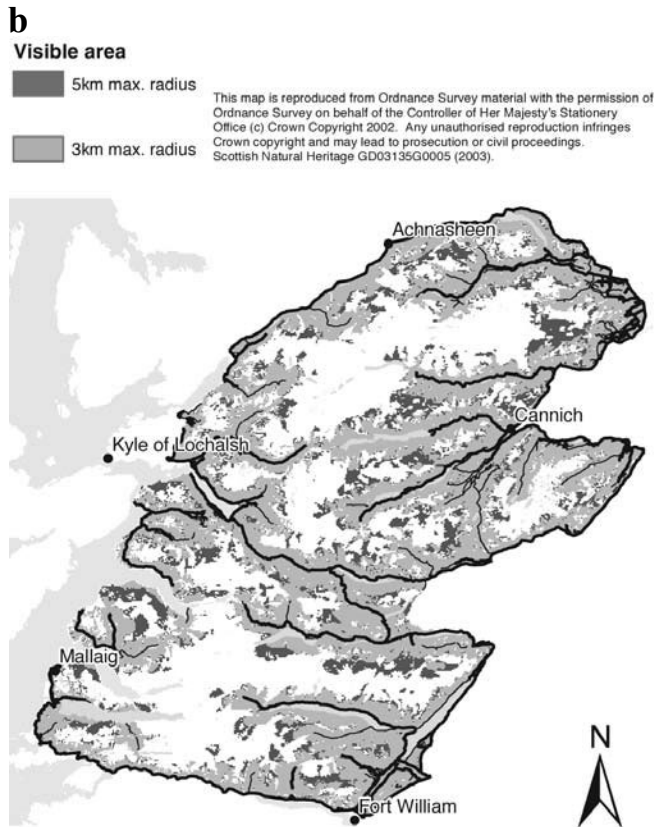 b
Visible area
5km max. radius
3km max. radius
This map is reproduced from Ordnance Survey material with the permission of
Ordnance Survey on behalf of the Controller of Her Majesty's Stationery
Office (c) Crown Copyright 2002. Any unauthorised reproduction infringes
Crown copyright and may lead to prosecution or civil proceedings.
Scottish Natural Heritage GD03135G0005 (2003).
Achnasheen
Cannich
Kyle of Lochalsh
Mallaig
N
Fort William